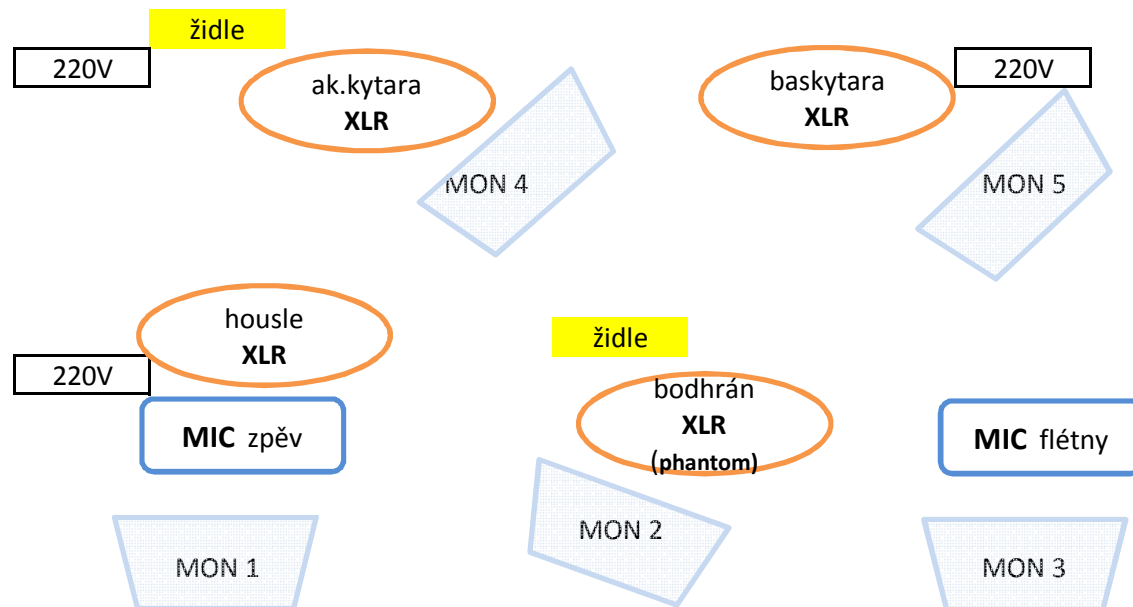 židle
220V
ak.kytara
XLR
MON 4
baskytara
XLR
220V
MON 5
housle
XLR
220V
MIC zpěv
MON 1
židle
bodhrán
XLR
(phantom)
MON 2
MIC flétny
MON 3